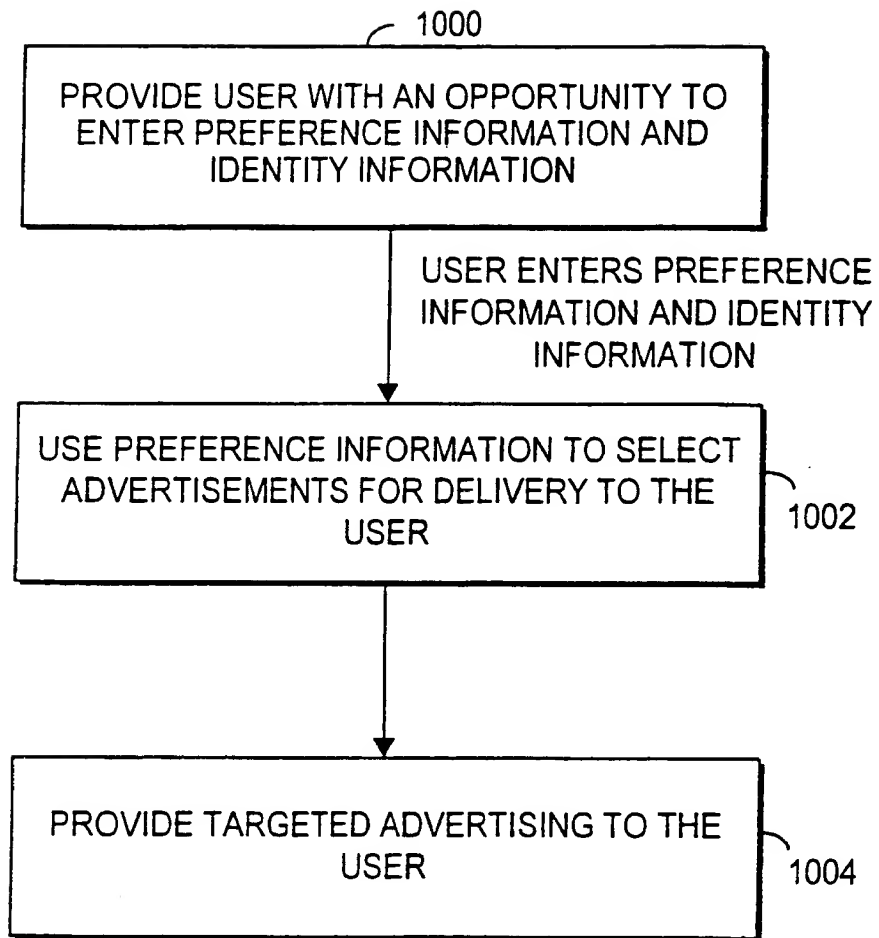 1000
PROVIDE USER WITH AN OPPORTUNITY TO
ENTER PREFERENCE INFORMATION AND
IDENTITY INFORMATION
USER ENTERS PREFERENCE
INFORMATION AND IDENTITY
INFORMATION
USE PREFERENCE INFORMATION TO SELECT
ADVERTISEMENTS FOR DELIVERY TO THE
USER
1002
PROVIDE TARGETED ADVERTISING TO THE
USER
1004